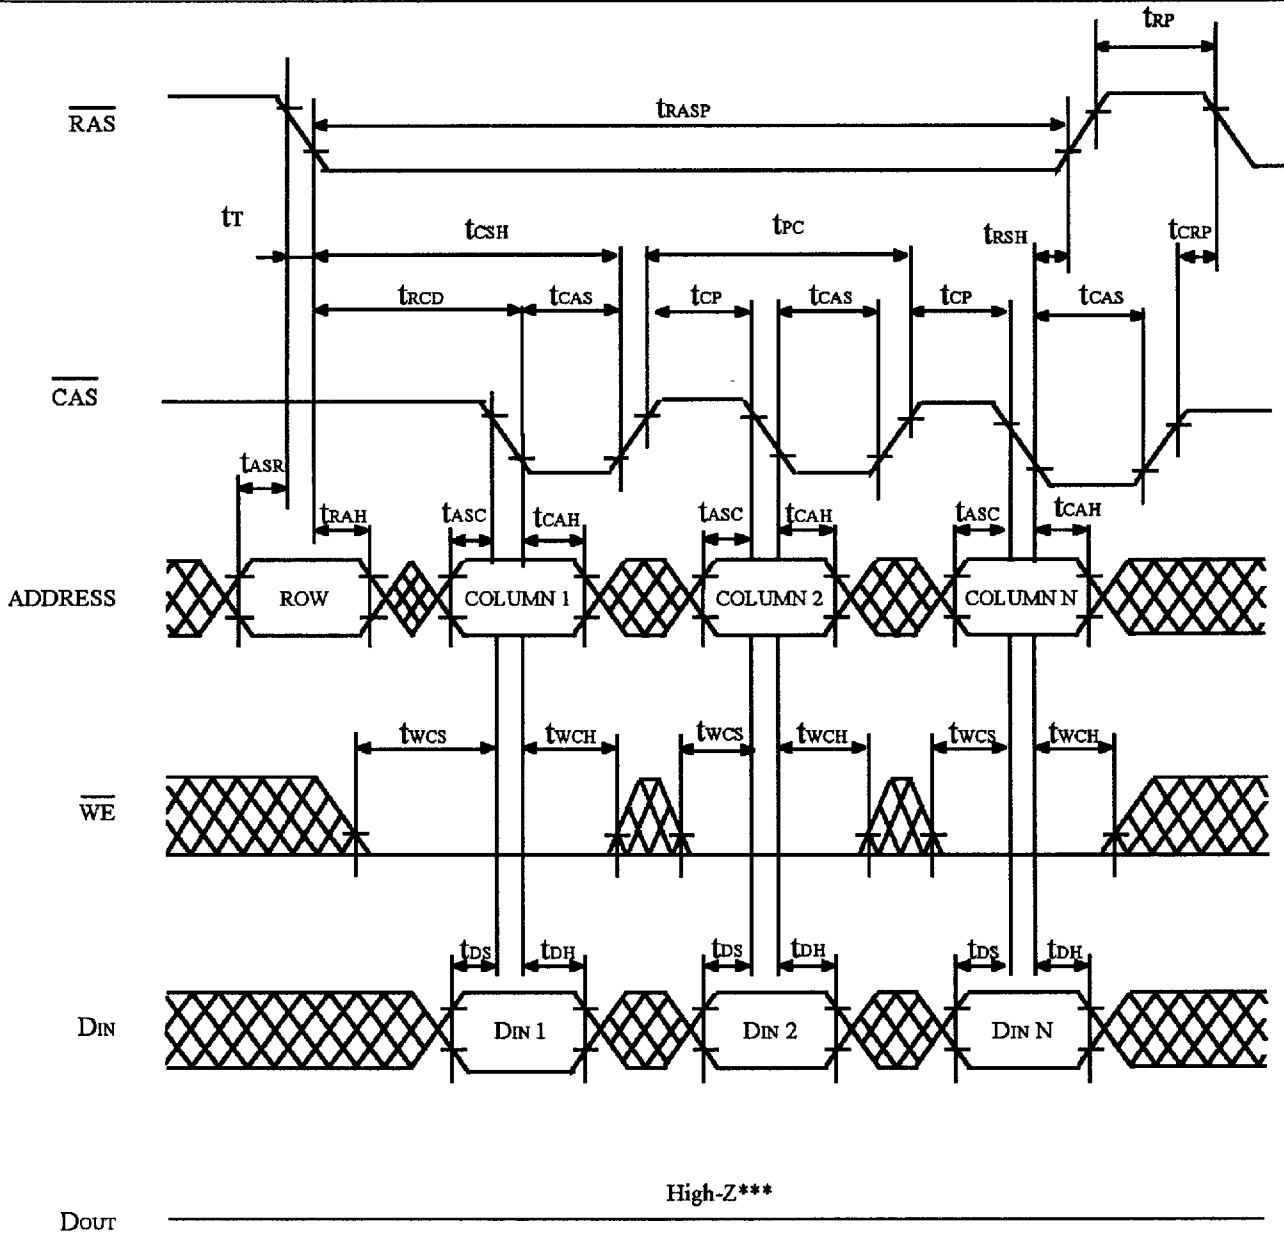 tRP
RAS
tRASP
tT
tCSH
tPC
tRSH
tCRP
tRCD
tCAS
tCP
tCAS
tCP
tCAS
CAS
tASR
tRAH
tASC
tCAH
tASC
tCAH
tASC
tCAH
ADDRESS
ROW
COLUMN 1
COLUMN 2
COLUMN N
tWCS
tWCH
tWCS
tWCH
tWCS
tWCH
WE
tDS
tDH
tDS
tDH
tDS
tDH
DIN
DIN 1
DIN 2
DIN N
High-Z***
DOUT